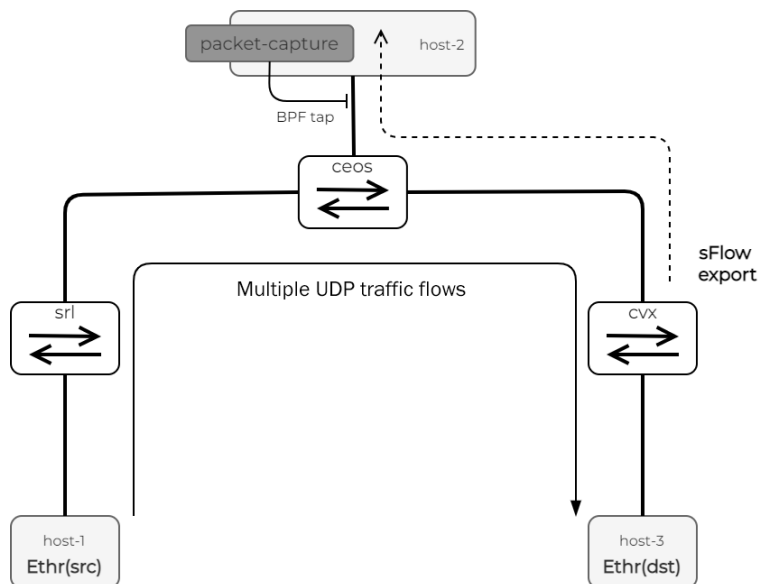 packet-capture
host-2
BPF tap
ceos
sFlow
export
Multiple UDP traffic flows
srl
cvx
host-1
Ethr(src)
host-3
Ethr(dst)